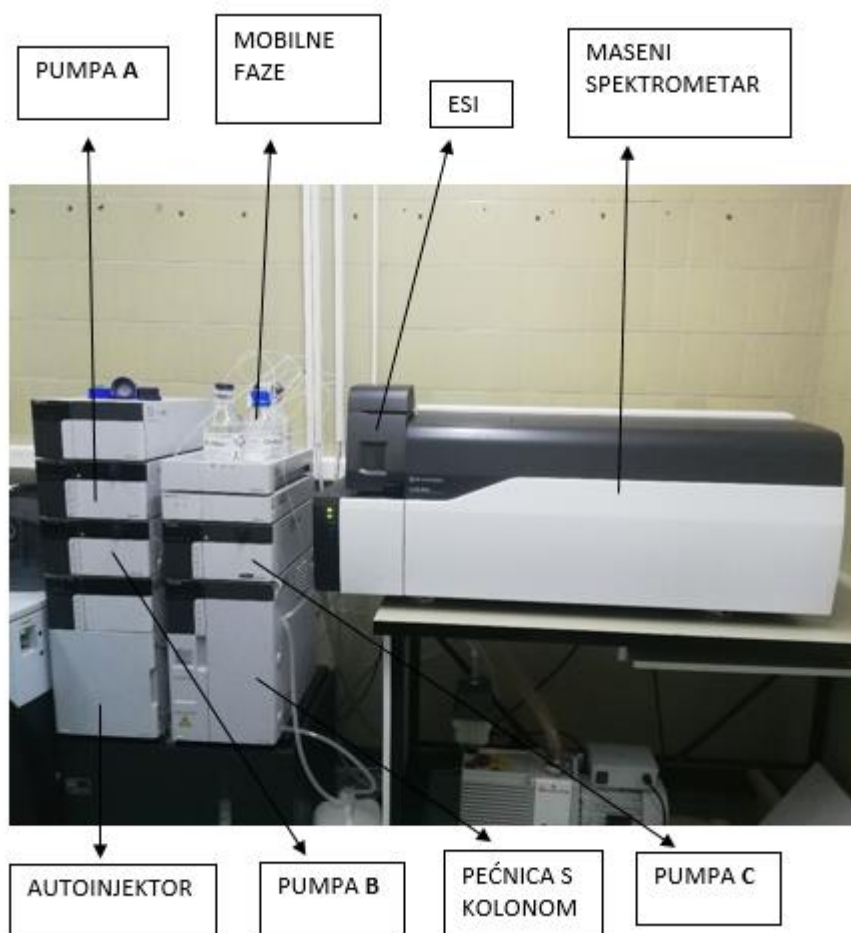 PUMPA A
MOBILNE
FAZE
ESI
MASENI
SPEKTROMETAR
AUTOINJEKTOR
PUMPA B
PEĆNICA S
KOLONOM
PUMPA C